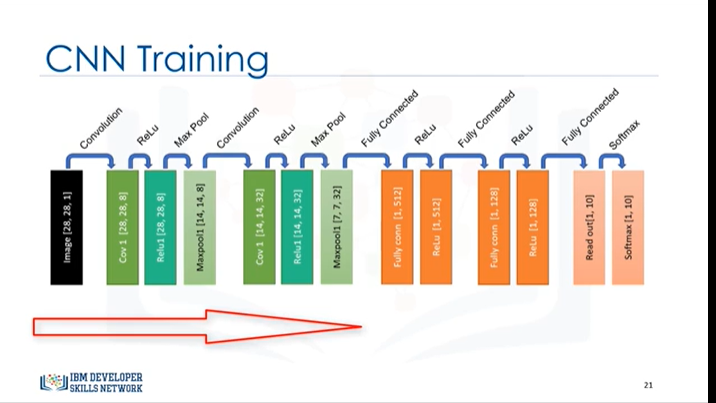 CNN Training
Convolution
ReLu
Max Pool
Convolution
ReLu
Max Pool
Fully Connected
ReLu
Fully Connected
ReLu
Fully Connected
Softmax
Image [28, 28, 1]
Cov 1 [28, 28, 8]
Relu1 [28, 28, 8]
Maxpool1 [14, 14, 8]
Cov 1 [14, 14, 32]
Relu1 [14, 14, 32]
Maxpool1 [7, 7, 32]
Fully conn [1, 512]
ReLu [1, 512]
Fully conn [1, 128]
ReLu [1, 128]
Read out[1, 10]
Softmax [1, 10]
IBM DEVELOPER
SKILLS NETWORK
21